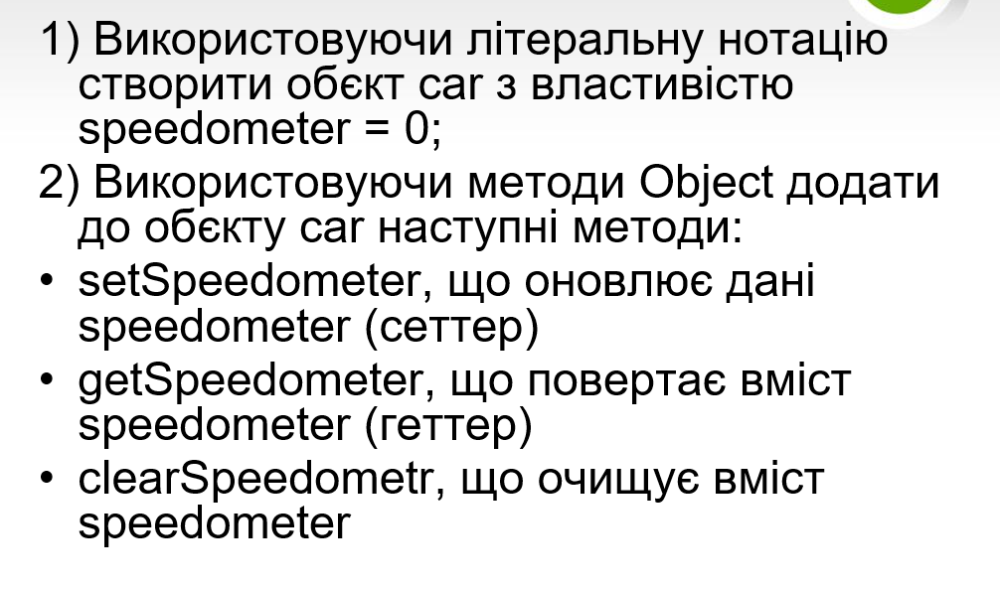 1) Використовуючи літеральну нотацію
створити обєкт car з властивістю
speedometer = 0;
2) Використовуючи методи Object додати
до обєкту car наступні методи:
• setSpeedometer, що оновлює дані
speedometer (сеттер)
• getSpeedometer, що повертає вміст
speedometer (геттер)
• clearSpeedometr, що очищує вміст
speedometer